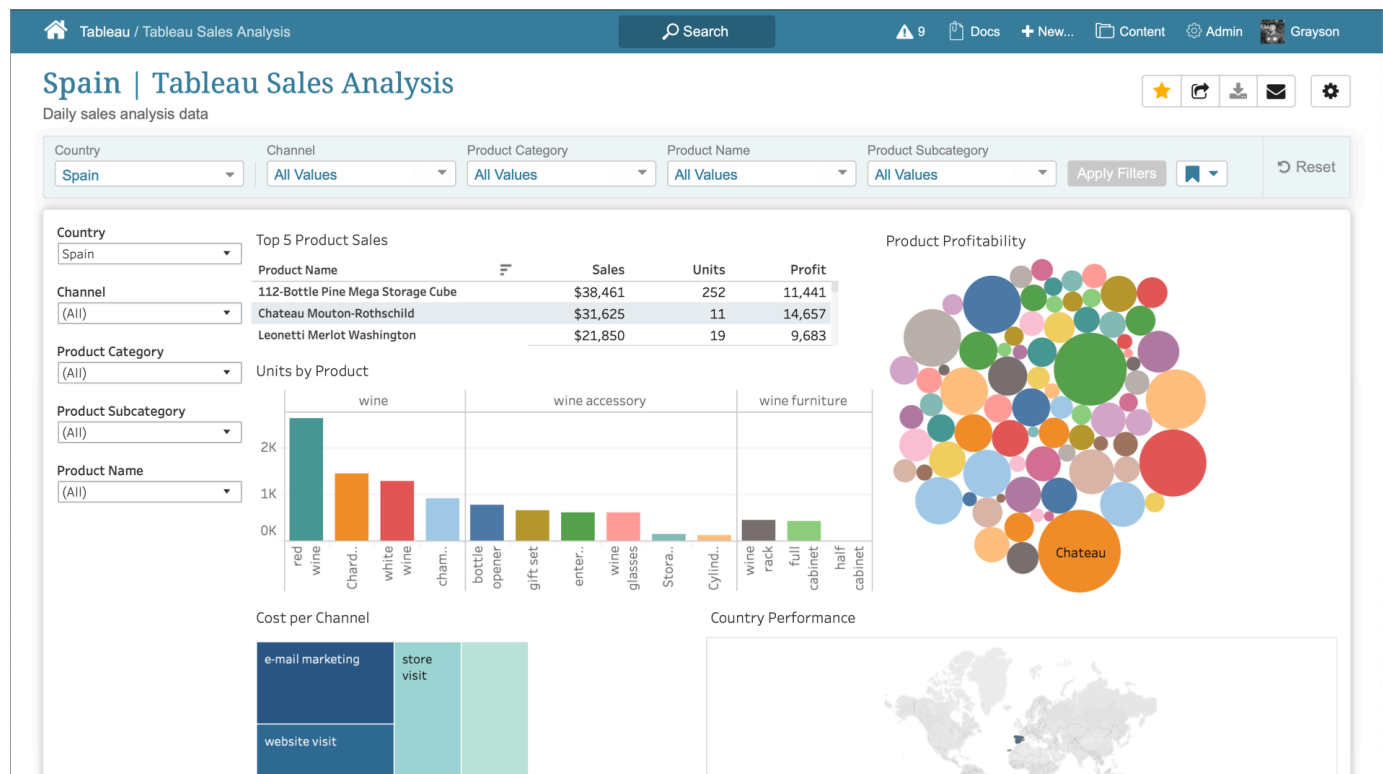 Tableau / Tableau Sales Analysis
Search
9
Docs
New...
Content
Admin
Grayson
Spain | Tableau Sales Analysis
Daily sales analysis data
Country
Channel
Product Category
Product Name
Product Subcategory
Spain
All Values
All Values
All Values
All Values
Apply Filters
Reset
Country
Spain
Channel
(All)
Product Category
(All)
Product Subcategory
(All)
Product Name
(All)
Top 5 Product Sales
Product Name Sales Units Profit
112-Bottle Pine Mega Storage Cube $38,461 252 11,441
Chateau Mouton-Rothschild $31,625 11 14,657
Leonetti Merlot Washington $21,850 19 9,683
Units by Product
wine
wine accessory
wine furniture
2K
1K
0K
red
wine
Chard..
white
wine
cham..
bottle
opener
gift set
enter..
wine
glasses
Stora..
Cylind..
wine
rack
full
cabinet
half
cabinet
Product Profitability
Chateau
Cost per Channel
e-mail marketing
store
visit
website visit
Country Performance